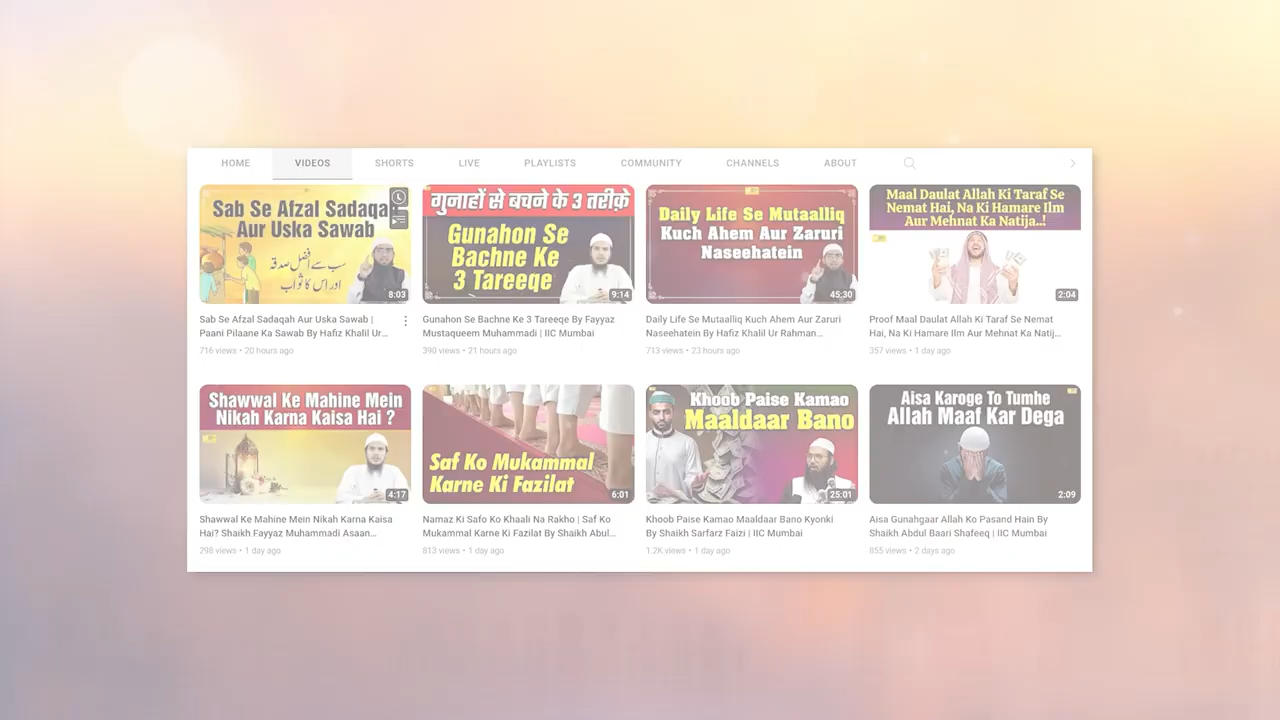 HOME VIDEOS SHORTS LIVE PLAYLISTS COMMUNITY CHANNELS ABOUT
Sab Se Afzal Sadaqa
Aur Uska Sawab
سب سے افضل صدقہ
اور اس کا ثواب
8:03
गुनाहों से बचने के 3 तरीक़े
Gunahon Se
Bachne Ke
3 Tareeqe
9:14
Daily Life Se Mutaalliq
Kuch Ahem Aur Zaruri
Naseehatein
45:30
Maal Daulat Allah Ki Taraf Se
Nemat Hai, Na Ki Hamare Ilm
Aur Mehnat Ka Natija..!
2:04
Sab Se Afzal Sadaqah Aur Uska Sawab |
Paani Pilaane Ka Sawab By Hafiz Khalil Ur...
716 views • 20 hours ago
Gunahon Se Bachne Ke 3 Tareeqe By Fayyaz
Mustaqueem Muhammadi | IIC Mumbai
390 views • 21 hours ago
Daily Life Se Mutaalliq Kuch Ahem Aur Zaruri
Naseehatein By Hafiz Khalil Ur Rahman...
713 views • 23 hours ago
Proof Maal Daulat Allah Ki Taraf Se Nemat
Hai, Na Ki Hamare Ilm Aur Mehnat Ka Natij...
357 views • 1 day ago
Shawwal Ke Mahine Mein
Nikah Karna Kaisa Hai ?
4:17
Saf Ko Mukammal
Karne Ki Fazilat
6:01
Khoob Paise Kamao
Maaldaar Bano
25:01
Aisa Karoge To Tumhe
Allah Maaf Kar Dega
2:09
Shawwal Ke Mahine Mein Nikah Karna Kaisa
Hai? Shaikh Fayyaz Muhammadi Asaan...
298 views • 1 day ago
Namaz Ki Safo Ko Khaali Na Rakho | Saf Ko
Mukammal Karne Ki Fazilat By Shaikh Abul...
813 views • 1 day ago
Khoob Paise Kamao Maaldaar Bano Kyonki
By Shaikh Sarfarz Faizi | IIC Mumbai
1.2K views • 1 day ago
Aisa Gunahgaar Allah Ko Pasand Hain By
Shaikh Abdul Baari Shafeeq | IIC Mumbai
855 views • 2 days ago